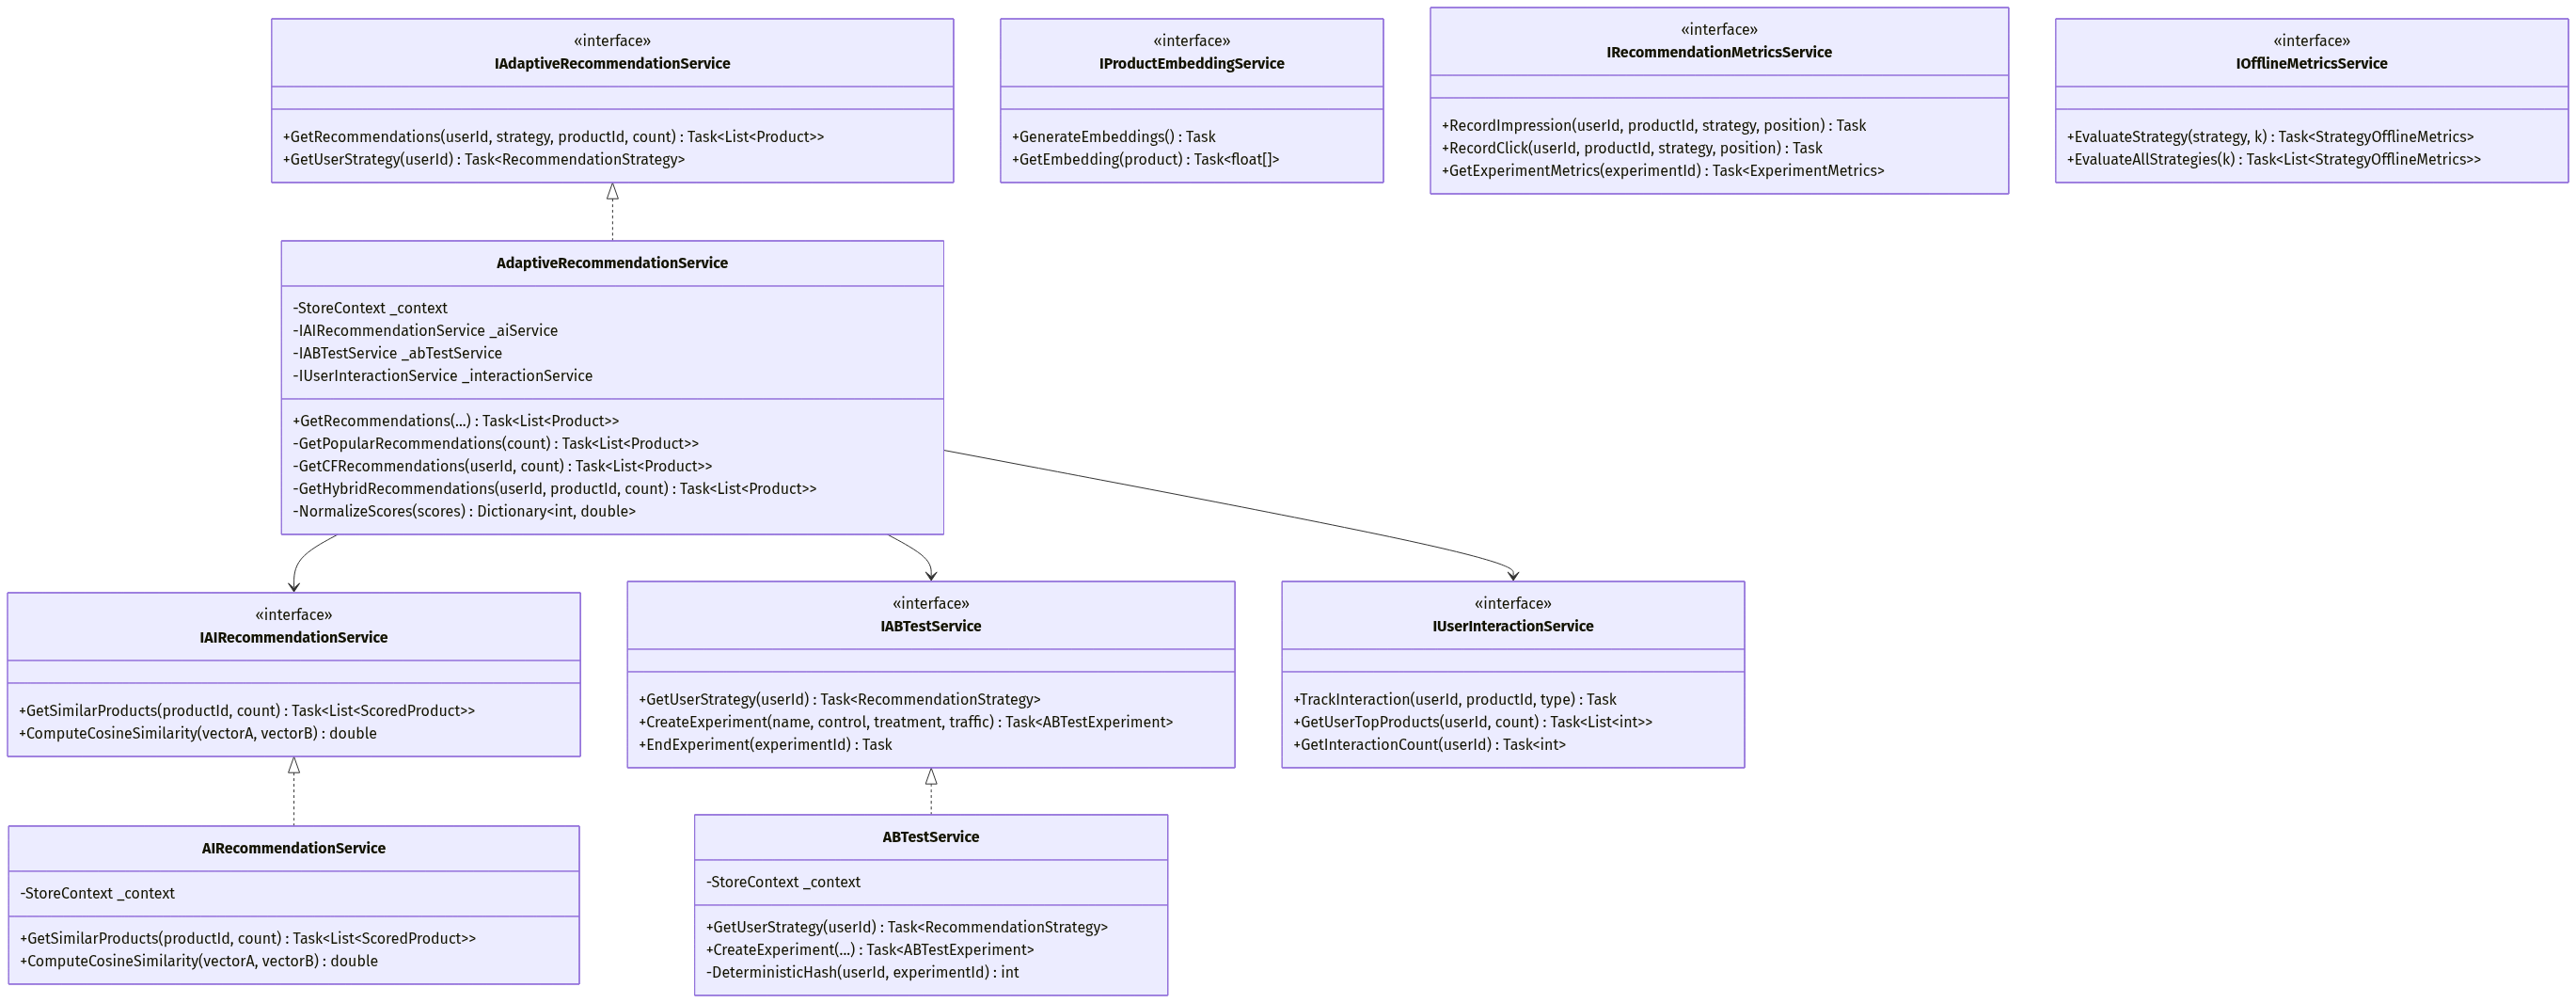 «interface»
IAdaptiveRecommendationService
+GetRecommendations(userId, strategy, productId, count) : Task<List<Product>>
+GetUserStrategy(userId) : Task<RecommendationStrategy>
«interface»
IProductEmbeddingService
+GenerateEmbeddings() : Task
+GetEmbedding(product) : Task<float[]>
«interface»
IRecommendationMetricsService
+RecordImpression(userId, productId, strategy, position) : Task
+RecordClick(userId, productId, strategy, position) : Task
+GetExperimentMetrics(experimentId) : Task<ExperimentMetrics>
«interface»
IOfflineMetricsService
+EvaluateStrategy(strategy, k) : Task<StrategyOfflineMetrics>
+EvaluateAllStrategies(k) : Task<List<StrategyOfflineMetrics>>
AdaptiveRecommendationService
-StoreContext _context
-IAIRecommendationService _aiService
-IABTestService _abTestService
-IUserInteractionService _interactionService
+GetRecommendations(...) : Task<List<Product>>
-GetPopularRecommendations(count) : Task<List<Product>>
-GetCFRecommendations(userId, count) : Task<List<Product>>
-GetHybridRecommendations(userId, productId, count) : Task<List<Product>>
-NormalizeScores(scores) : Dictionary<int, double>
«interface»
IAIRecommendationService
+GetSimilarProducts(productId, count) : Task<List<ScoredProduct>>
+ComputeCosineSimilarity(vectorA, vectorB) : double
«interface»
IABTestService
+GetUserStrategy(userId) : Task<RecommendationStrategy>
+CreateExperiment(name, control, treatment, traffic) : Task<ABTestExperiment>
+EndExperiment(experimentId) : Task
«interface»
IUserInteractionService
+TrackInteraction(userId, productId, type) : Task
+GetUserTopProducts(userId, count) : Task<List<int>>
+GetInteractionCount(userId) : Task<int>
AIRecommendationService
-StoreContext _context
+GetSimilarProducts(productId, count) : Task<List<ScoredProduct>>
+ComputeCosineSimilarity(vectorA, vectorB) : double
ABTestService
-StoreContext _context
+GetUserStrategy(userId) : Task<RecommendationStrategy>
+CreateExperiment(...) : Task<ABTestExperiment>
-DeterministicHash(userId, experimentId) : int